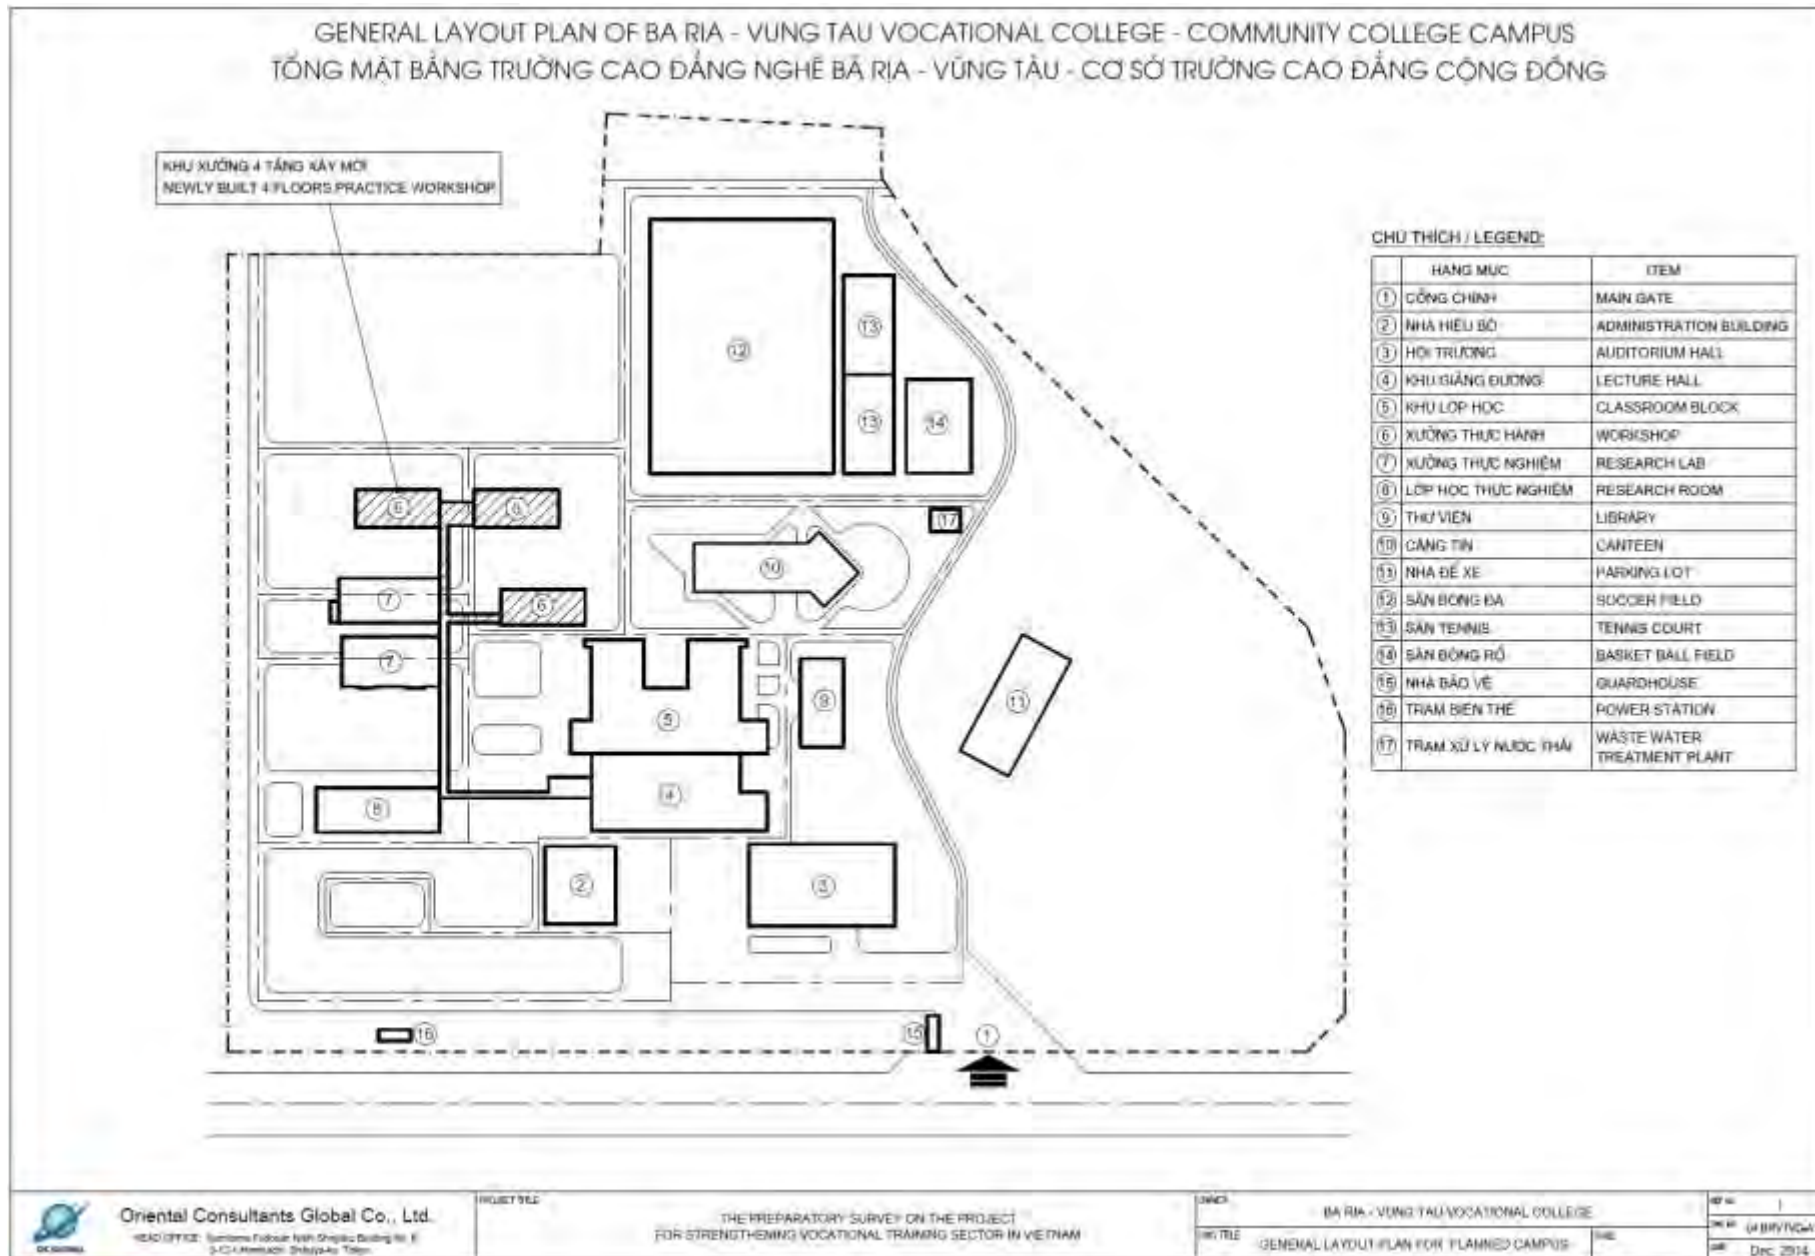 GENERAL LAYOUT PLAN OF BA RIA - VUNG TAU VOCATIONAL COLLEGE - COMMUNITY COLLEGE CAMPUS
TỔNG MẶT BẰNG TRƯỜNG CAO ĐẲNG NGHỀ BÀ RỊA - VŨNG TÀU - CƠ SỞ TRƯỜNG CAO ĐẲNG CỘNG ĐỒNG
KHU XƯỞNG 4 TẦNG XÂY MỚI
NEWLY BUILT 4 FLOORS PRACTICE WORKSHOP
CHÚ THÍCH / LEGEND:
HẠNG MỤC ITEM
1 CỔNG CHÍNH MAIN GATE
2 NHÀ HIỆU BỘ ADMINISTRATION BUILDING
3 HỘI TRƯỜNG AUDITORIUM HALL
4 KHU GIẢNG ĐƯỜNG LECTURE HALL
5 KHU LỚP HỌC CLASSROOM BLOCK
6 XƯỞNG THỰC HÀNH WORKSHOP
7 XƯỞNG THỰC NGHIỆM RESEARCH LAB
8 LỚP HỌC THỰC NGHIỆM RESEARCH ROOM
9 THƯ VIỆN LIBRARY
10 CĂNG TIN CANTEEN
11 NHÀ ĐỂ XE PARKING LOT
12 SÂN BÓNG ĐÁ SOCCER FIELD
13 SÂN TENNIS TENNIS COURT
14 SÂN BÓNG RỔ BASKET BALL FIELD
15 NHÀ BẢO VỆ GUARDHOUSE
16 TRẠM BIẾN THẾ POWER STATION
17 TRẠM XỬ LÝ NƯỚC THẢI WASTE WATER
TREATMENT PLANT
12
13
13
14
6
6
17
10
7
6
7
11
9
5
4
8
2
3
16
15
1
Oriental Consultants Global Co., Ltd.
PROJECT TITLE
THE PREPARATORY SURVEY ON THE PROJECT
FOR STRENGTHENING VOCATIONAL TRAINING SECTOR IN VIETNAM
OWNER
BA RIA - VUNG TAU VOCATIONAL COLLEGE
DWG TITLE
GENERAL LAYOUT PLAN FOR PLANNED CAMPUS
1